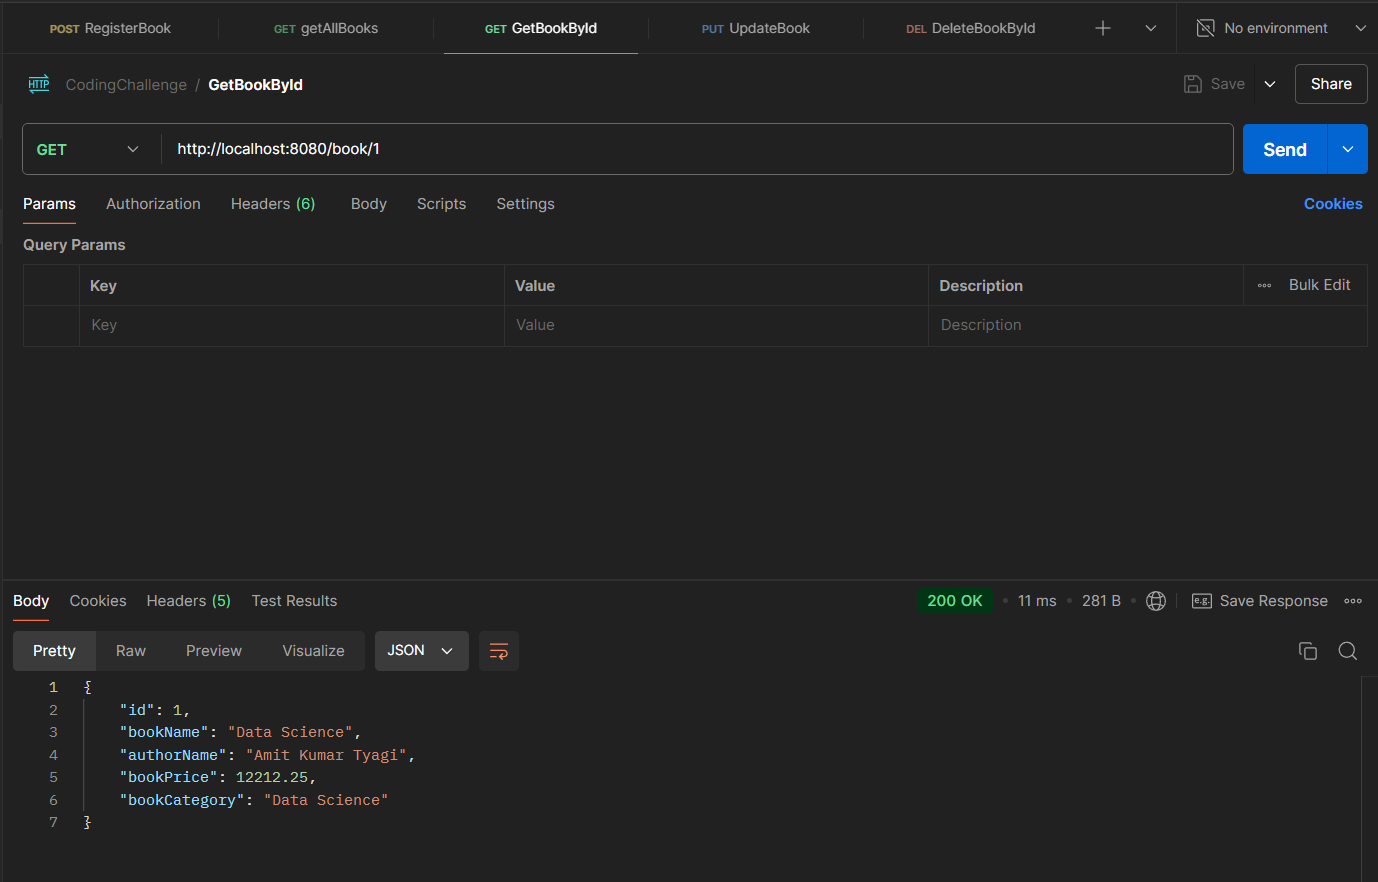 POST RegisterBook GET getAllBooks GET GetBookById PUT UpdateBook DEL DeleteBookById No environment
HTTP CodingChallenge / GetBookById Save Share
GET http://localhost:8080/book/1 Send
Params Authorization Headers (6) Body Scripts Settings Cookies
Query Params
Key Value Description Bulk Edit
Key Value Description
Body Cookies Headers (5) Test Results 200 OK 11 ms 281 B e.g. Save Response
Pretty Raw Preview Visualize JSON
1 {
2 "id": 1,
3 "bookName": "Data Science",
4 "authorName": "Amit Kumar Tyagi",
5 "bookPrice": 12212.25,
6 "bookCategory": "Data Science"
7 }